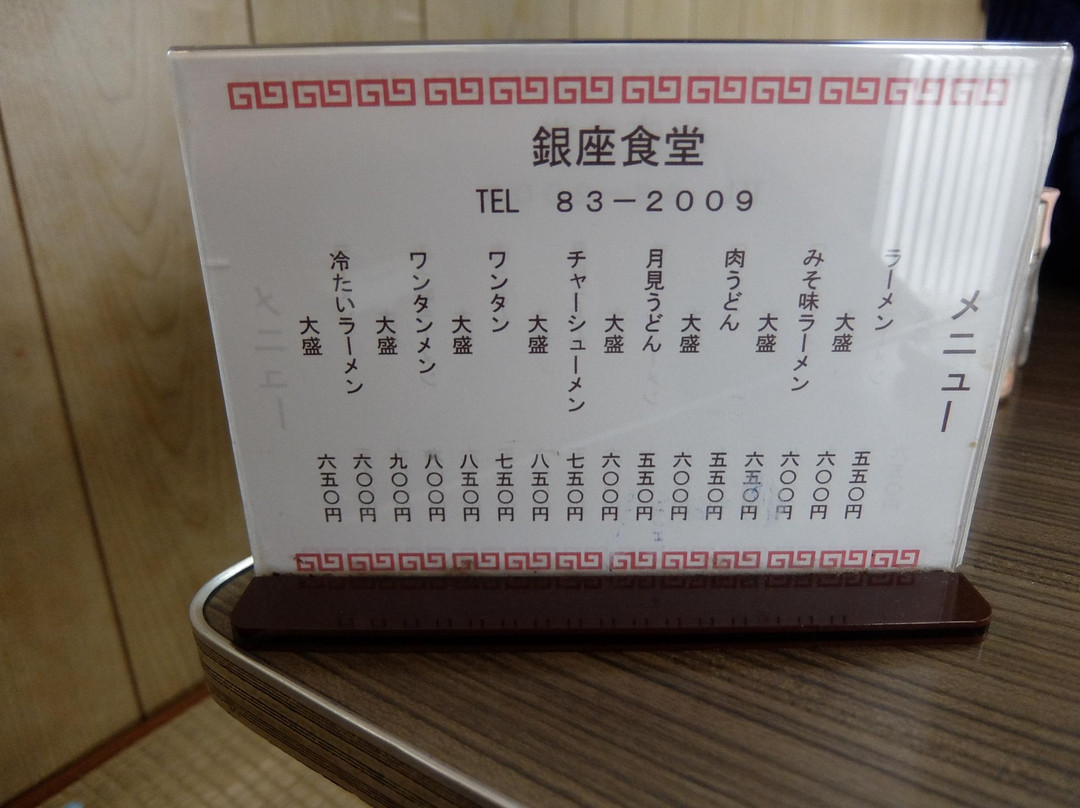 銀座食堂
TEL 83－2009
メニュー
ラーメン 五五〇円
大盛 六〇〇円
みそ味ラーメン 六〇〇円
大盛 六五〇円
肉うどん 五五〇円
大盛 六〇〇円
月見うどん 五五〇円
大盛 六〇〇円
チャーシューメン 七五〇円
大盛 八五〇円
ワンタン 七五〇円
大盛 八五〇円
ワンタンメン 八〇〇円
大盛 九〇〇円
冷たいラーメン 六〇〇円
大盛 六五〇円